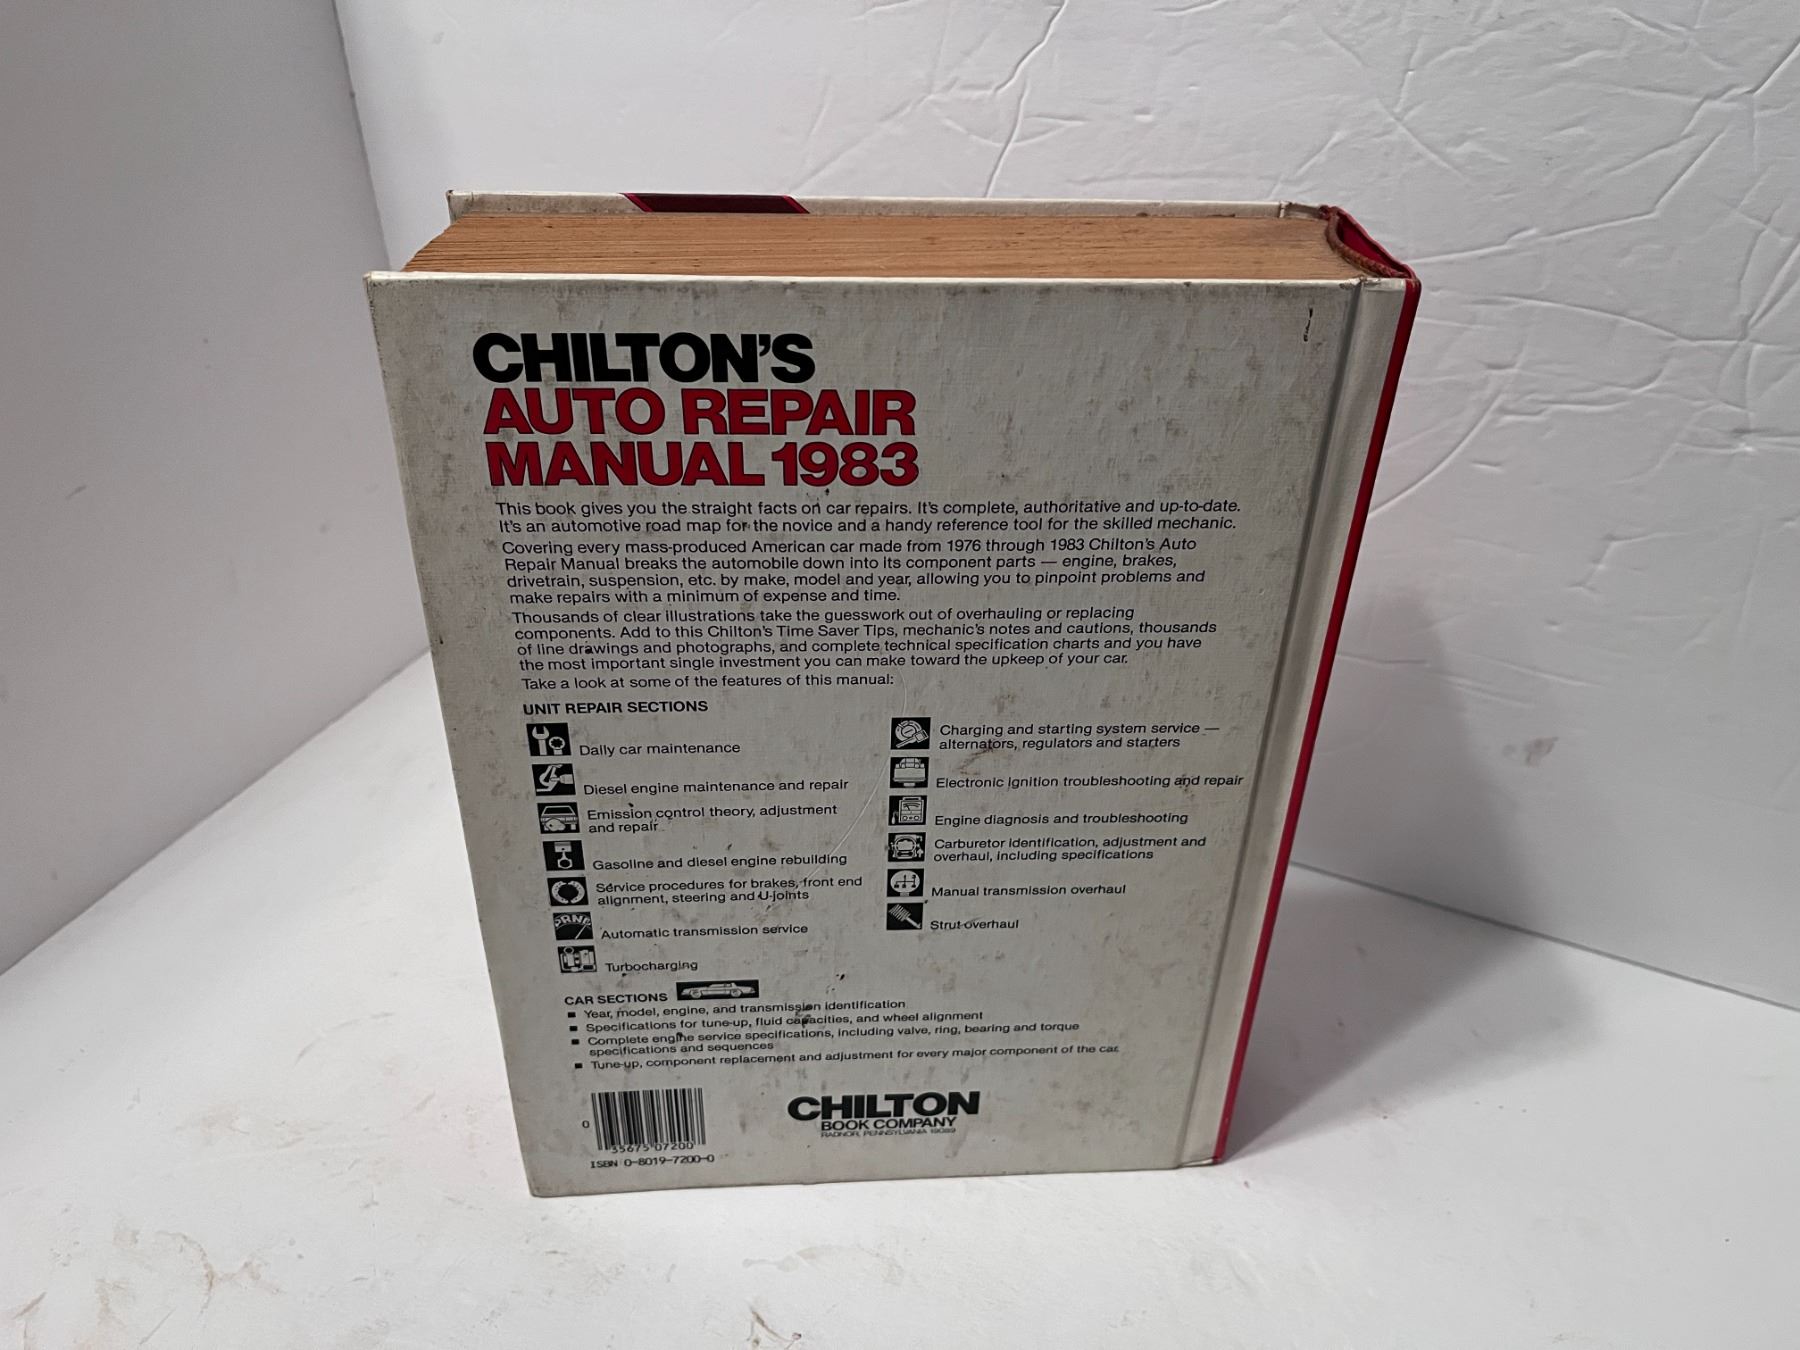 CHILTON'S
AUTO REPAIR
MANUAL 1983
This book gives you the straight facts on car repairs. It's complete, authoritative and up-to-date.
It's an automotive road map for the novice and a handy reference tool for the skilled mechanic.
Covering every mass-produced American car made from 1976 through 1983 Chilton's Auto
Repair Manual breaks the automobile down into its component parts — engine, brakes,
drivetrain, suspension, etc. by make, model and year, allowing you to pinpoint problems and
make repairs with a minimum of expense and time.
Thousands of clear illustrations take the guesswork out of overhauling or replacing
components. Add to this Chilton's Time Saver Tips, mechanic's notes and cautions, thousands
of line drawings and photographs, and complete technical specification charts and you have
the most important single investment you can make toward the upkeep of your car.
Take a look at some of the features of this manual:
UNIT REPAIR SECTIONS
Daily car maintenance
Diesel engine maintenance and repair
Emission control theory, adjustment
and repair
Gasoline and diesel engine rebuilding
Service procedures for brakes, front end
alignment, steering and U-joints
Automatic transmission service
Turbocharging
Charging and starting system service —
alternators, regulators and starters
Electronic ignition troubleshooting and repair
Engine diagnosis and troubleshooting
Carburetor identification, adjustment and
overhaul, including specifications
Manual transmission overhaul
Strut overhaul
CAR SECTIONS
Year, model, engine, and transmission identification
Specifications for tune-up, fluid capacities, and wheel alignment
Complete engine service specifications, including valve, ring, bearing and torque
specifications and sequences
Tune-up, component replacement and adjustment for every major component of the car.
0
35675 07200
ISBN 0-8019-7200-0
CHILTON
BOOK COMPANY
RADNOR, PENNSYLVANIA 19089